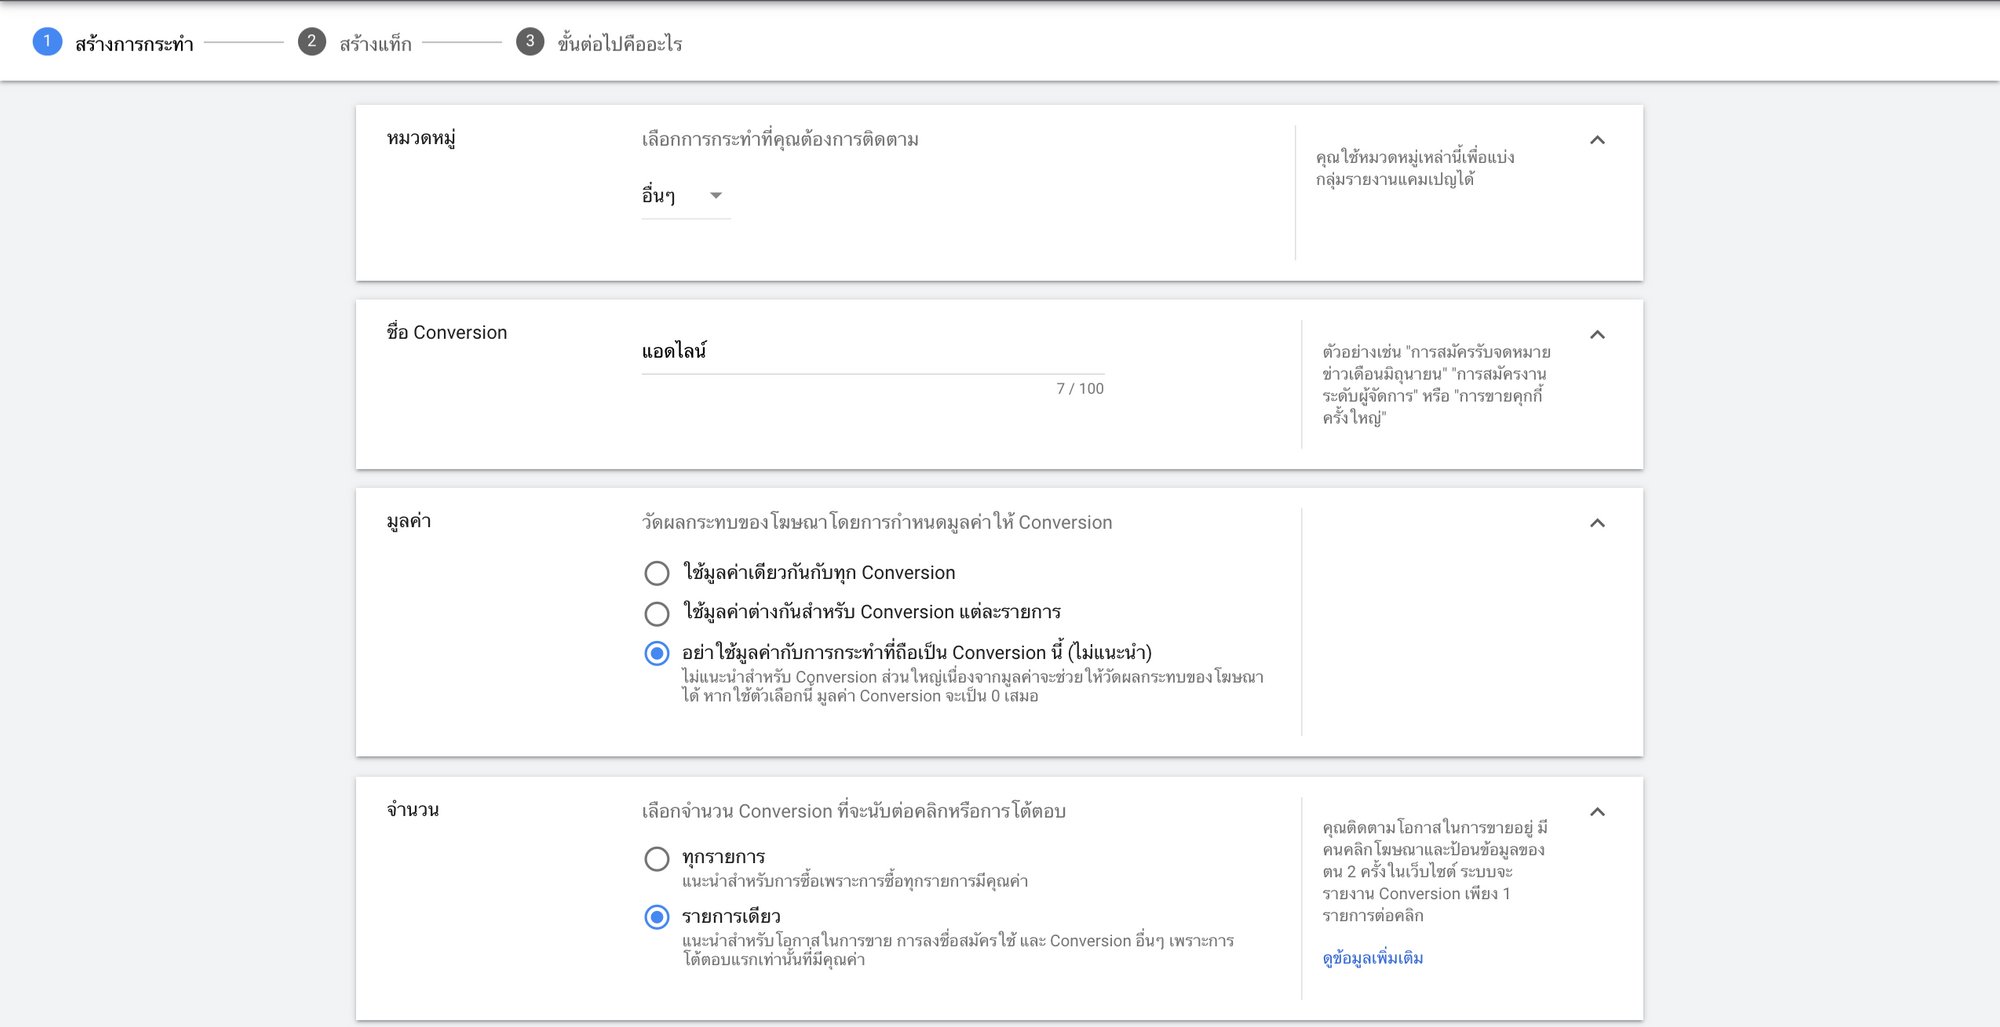 1 สร้างการกระทำ 2 สร้างแท็ก 3 ขั้นต่อไปคืออะไร
หมวดหมู่
เลือกการกระทำที่คุณต้องการติดตาม
อื่นๆ
คุณใช้หมวดหมู่เหล่านี้เพื่อแบ่ง
กลุ่มรายงานแคมเปญได้
ชื่อ Conversion
แอดไลน์
7 / 100
ตัวอย่างเช่น "การสมัครรับจดหมาย
ข่าวเดือนมิถุนายน" "การสมัครงาน
ระดับผู้จัดการ" หรือ "การขายคุกกี้
ครั้งใหญ่"
มูลค่า
วัดผลกระทบของโฆษณาโดยการกำหนดมูลค่าให้ Conversion
ใช้มูลค่าเดียวกันกับทุก Conversion
ใช้มูลค่าต่างกันสำหรับ Conversion แต่ละรายการ
อย่าใช้มูลค่ากับการกระทำที่ถือเป็น Conversion นี้ (ไม่แนะนำ)
ไม่แนะนำสำหรับ Conversion ส่วนใหญ่เนื่องจากมูลค่าจะช่วยให้วัดผลกระทบของโฆษณา
ได้ หากใช้ตัวเลือกนี้ มูลค่า Conversion จะเป็น 0 เสมอ
จำนวน
เลือกจำนวน Conversion ที่จะนับต่อคลิกหรือการโต้ตอบ
ทุกรายการ
แนะนำสำหรับการซื้อเพราะการซื้อทุกรายการมีคุณค่า
รายการเดียว
แนะนำสำหรับโอกาสในการขาย การลงชื่อสมัครใช้ และ Conversion อื่นๆ เพราะการ
โต้ตอบแรกเท่านั้นที่มีคุณค่า
คุณติดตามโอกาสในการขายอยู่ มี
คนคลิกโฆษณาและป้อนข้อมูลของ
ตน 2 ครั้งในเว็บไซต์ ระบบจะ
รายงาน Conversion เพียง 1
รายการต่อคลิก
ดูข้อมูลเพิ่มเติม